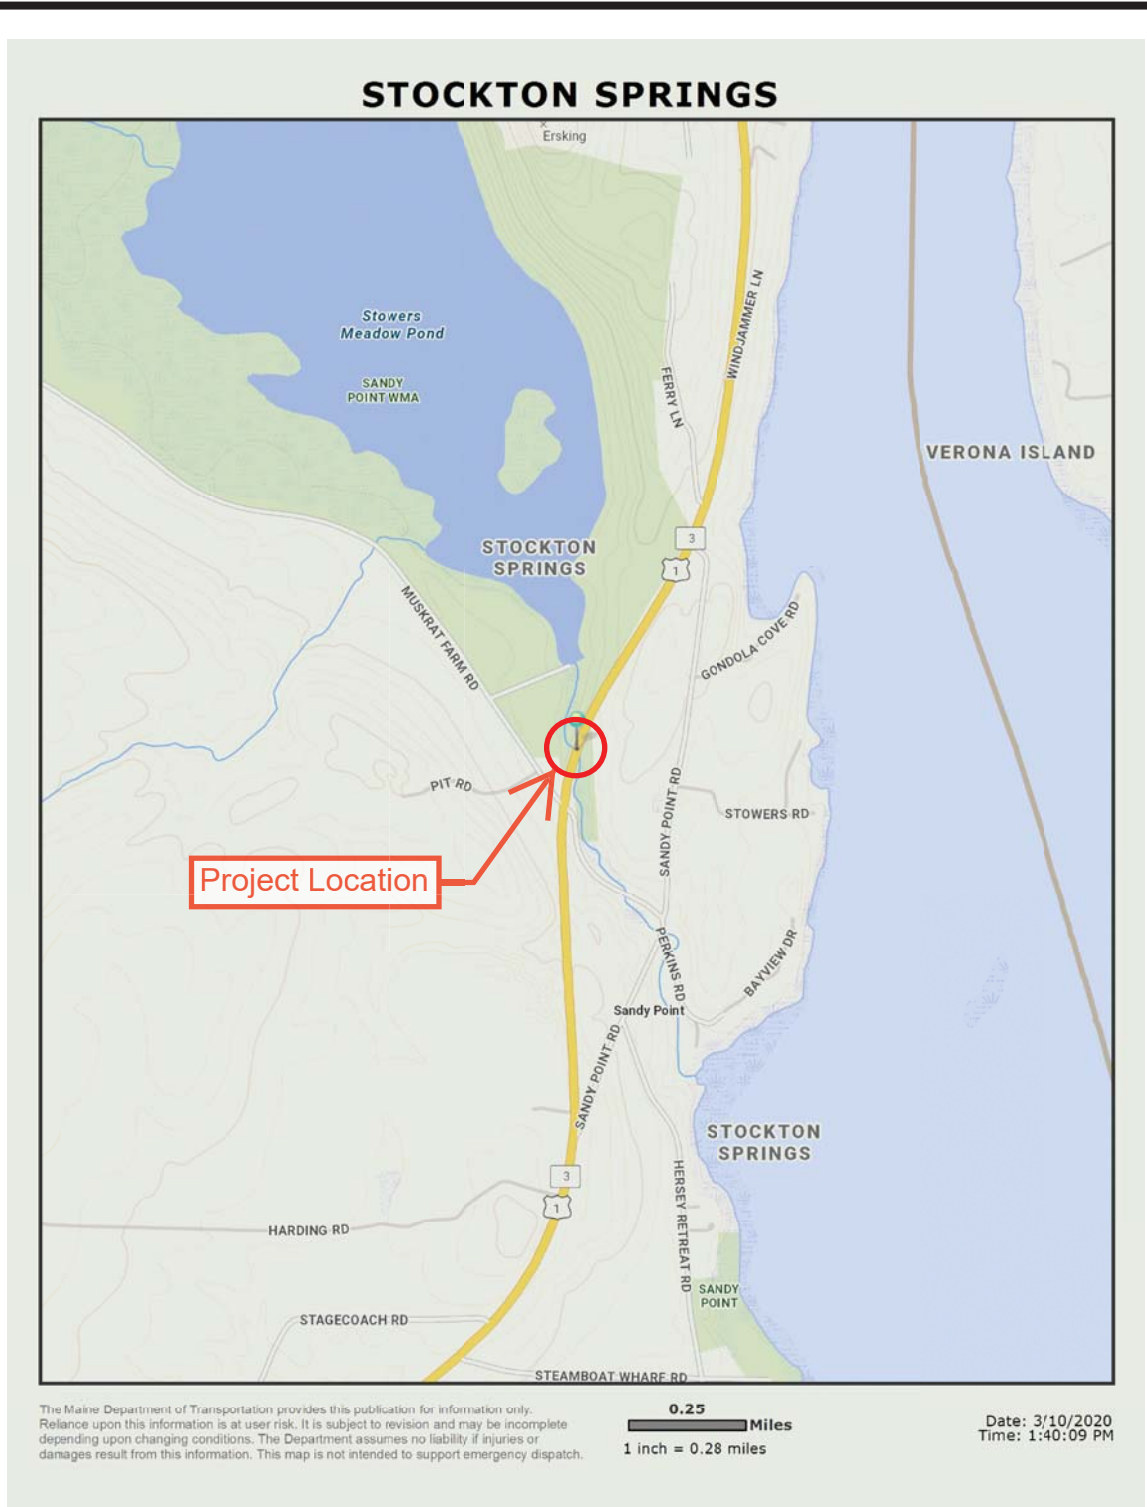 STOCKTON SPRINGS
Ersking
WINDJAMMER LN
Stowers
Meadow Pond
SANDY
POINT WMA
FERRY LN
VERONA ISLAND
3
STOCKTON
SPRINGS
1
MUSKRAT FARM RD
GONDOLA COVE RD
PIT RD
SANDY POINT RD
STOWERS RD
Project Location
PERKINS RD
BAYVIEW DR
Sandy Point
SANDY POINT RD
STOCKTON
SPRINGS
3
1
HERSEY RETREAT RD
HARDING RD
SANDY
POINT
STAGECOACH RD
STEAMBOAT WHARF RD
The Maine Department of Transportation provides this publication for information only.
Reliance upon this information is at user risk. It is subject to revision and may be incomplete
depending upon changing conditions. The Department assumes no liability if injuries or
damages result from this information. This map is not intended to support emergency dispatch.
0.25
Miles
1 inch = 0.28 miles
Date: 3/10/2020
Time: 1:40:09 PM